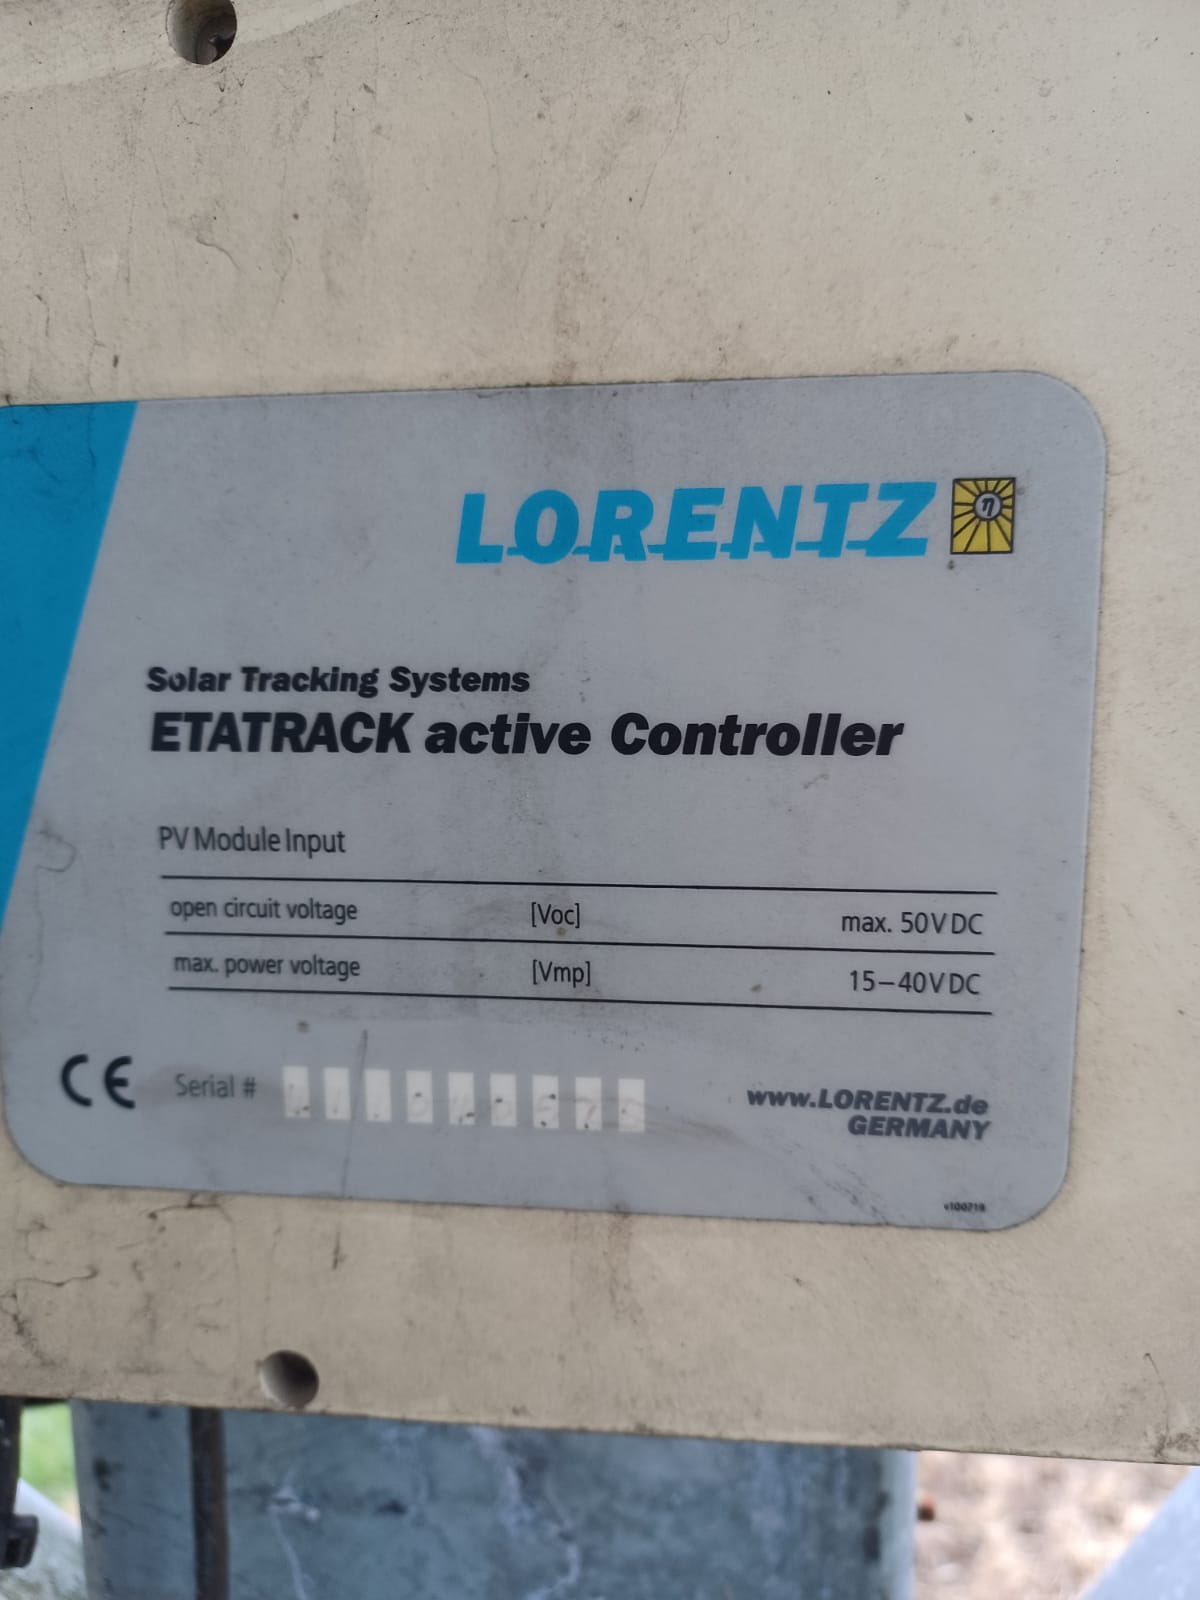 LORENTZ
η
Solar Tracking Systems
ETATRACK active Controller
PV Module Input
open circuit voltage [Voc] max. 50V DC
max. power voltage [Vmp] 15–40V DC
CE Serial #
www.LORENTZ.de
GERMANY